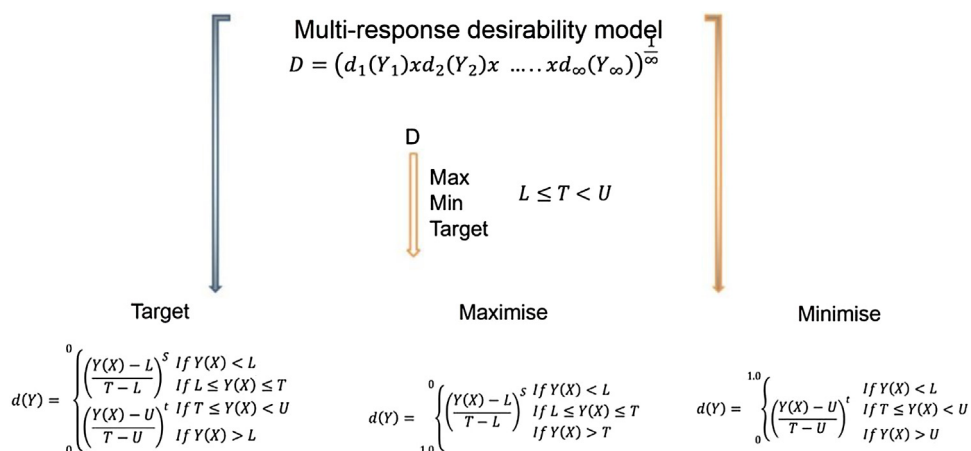 Multi-response desirability model
D = (d₁(Y₁)xd₂(Y₂)x …..xd∞(Y∞))^(1/∞)
D
Max
Min
Target
L ≤ T < U
Target
Maximise
Minimise
d(Y) =
0 If Y(X) < L
((Y(X) − L)/(T − L))^S If L ≤ Y(X) ≤ T
((Y(X) − U)/(T − U))^t If T ≤ Y(X) < U
0 If Y(X) > L
d(Y) =
0 If Y(X) < L
((Y(X) − L)/(T − L))^S If L ≤ Y(X) ≤ T
1.0 If Y(X) > T
d(Y) =
1.0 If Y(X) < L
((Y(X) − U)/(T − U))^t If T ≤ Y(X) < U
0 If Y(X) > U